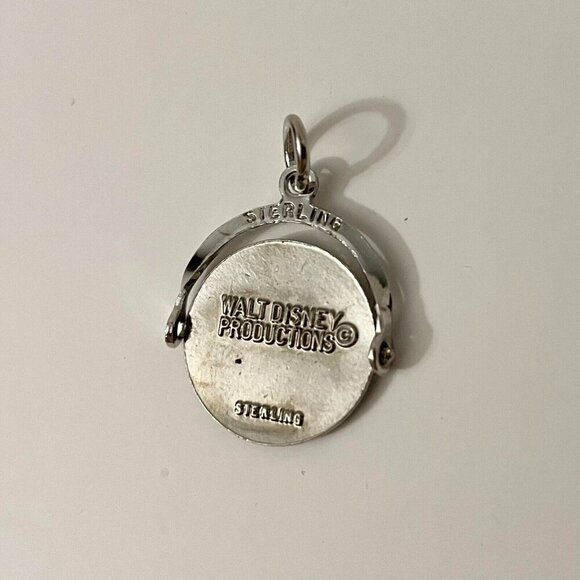 STERLING
WALT DISNEY
PRODUCTIONS ©
STERLING